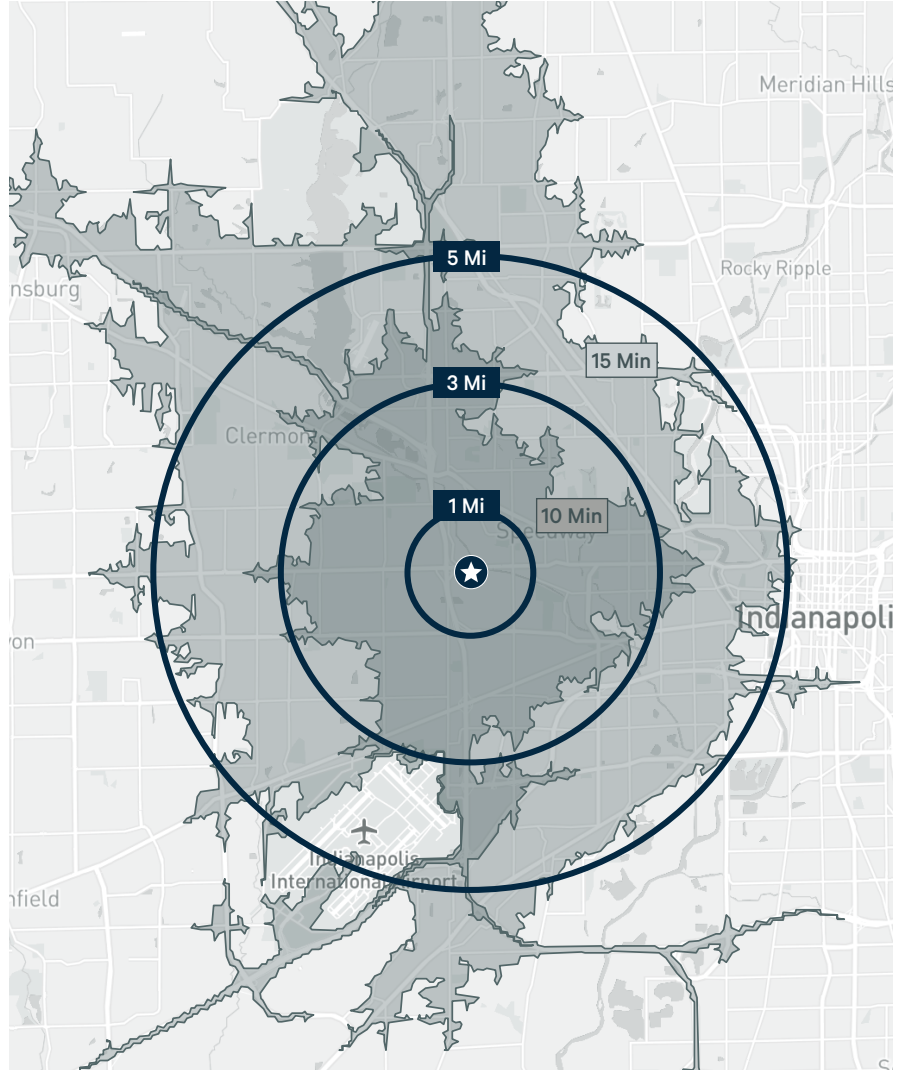 Meridian Hills
5 Mi
Rocky Ripple
nsburg
15 Min
3 Mi
Clermon
1 Mi
10 Min
Speedway
Indianapoli
von
Indianapolis
International Airport
nfield
S